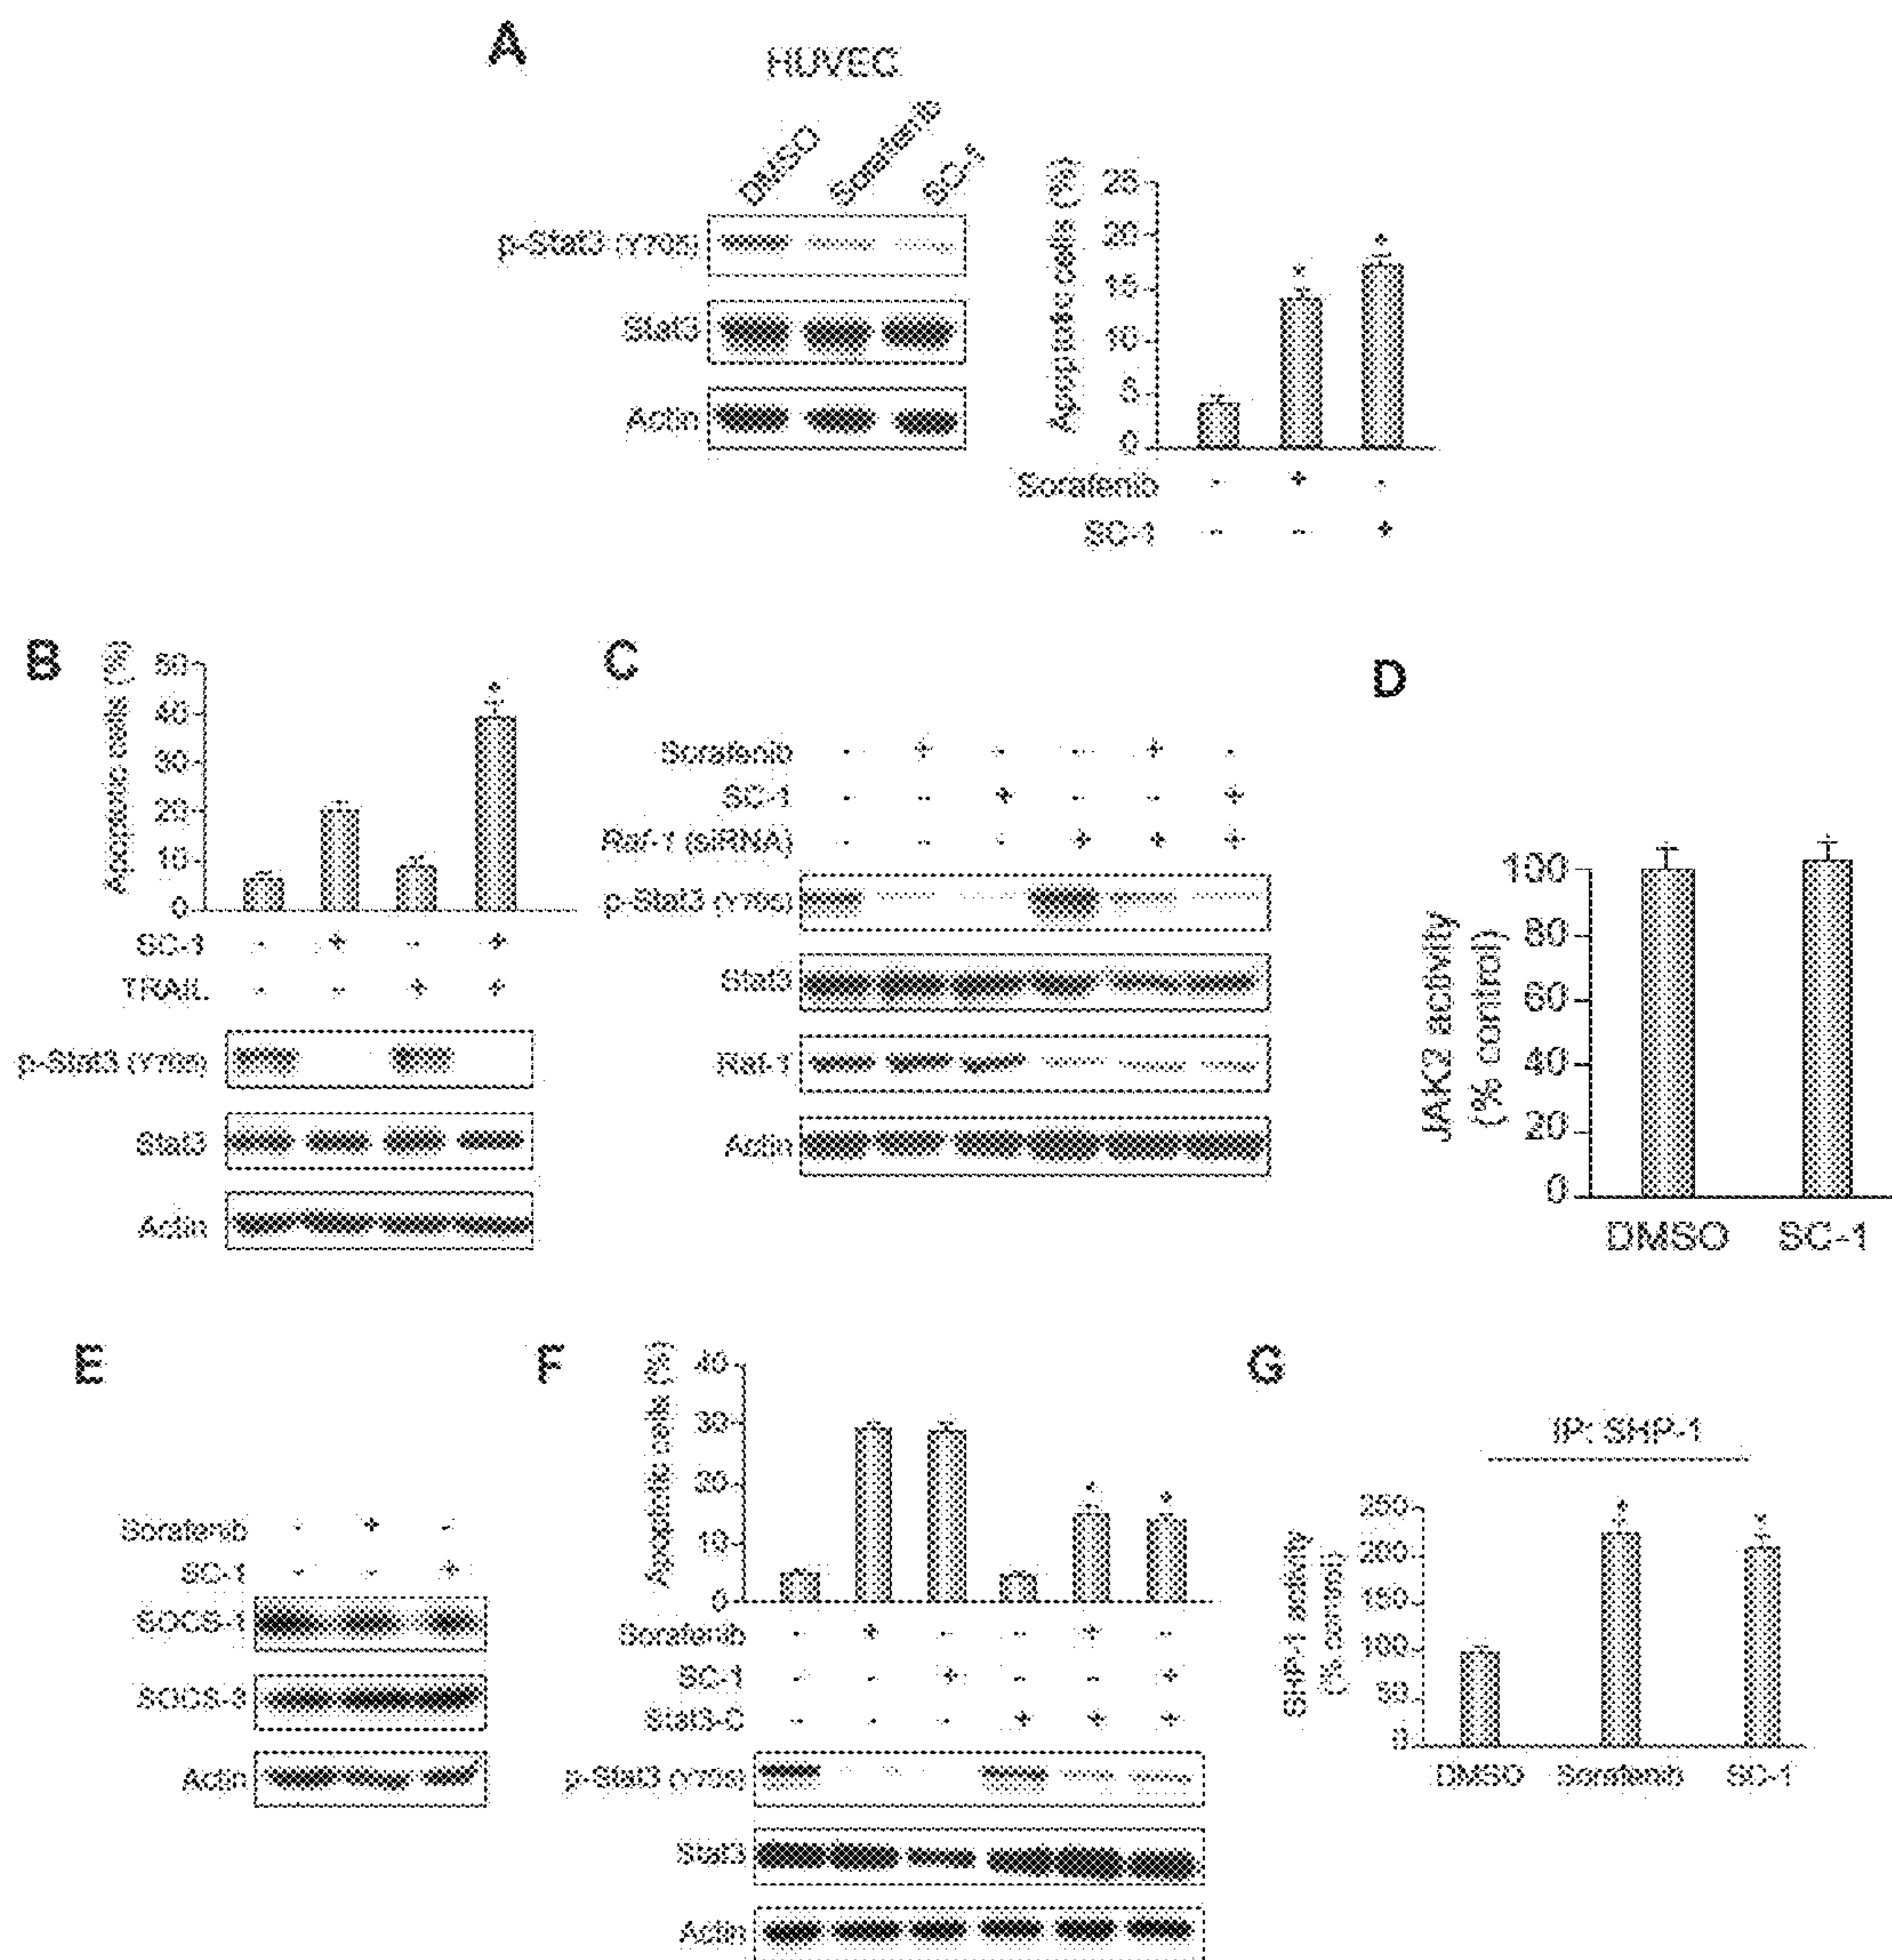 A
HUVEC
DMSO
Sorafenib
SC-1
p-Stat3 (Y705)
Stat3
Actin
Apoptotic cells (%)
25
20
15
10
5
0
Sorafenib - + -
SC-1 - - +
B
Apoptotic cells (%)
50
40
30
20
10
0
SC-1 - + - +
TRAIL - - + +
p-Stat3 (Y705)
Stat3
Actin
C
Sorafenib - + - - + -
SC-1 - - + - - +
Raf-1 (siRNA) - - - + + +
p-Stat3 (Y705)
Stat3
Raf-1
Actin
D
JAK2 activity
(% control)
100
80
60
40
20
0
DMSO SC-1
E
Sorafenib - + -
SC-1 - - +
SOCS-1
SOCS-3
Actin
F
Apoptotic cells (%)
40
30
20
10
0
Sorafenib - + - - + -
SC-1 - - + - - +
Stat3-C - - - + + +
p-Stat3 (Y705)
Stat3
Actin
G
IP: SHP-1
SHP-1 activity
(% control)
250
200
150
100
50
0
DMSO Sorafenib SC-1